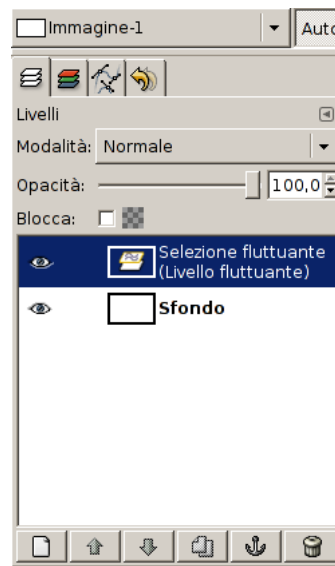 Immagine-1
Auto
Livelli
Modalità: Normale
Opacità: 100,0
Blocca:
Selezione fluttuante
(Livello fluttuante)
Sfondo